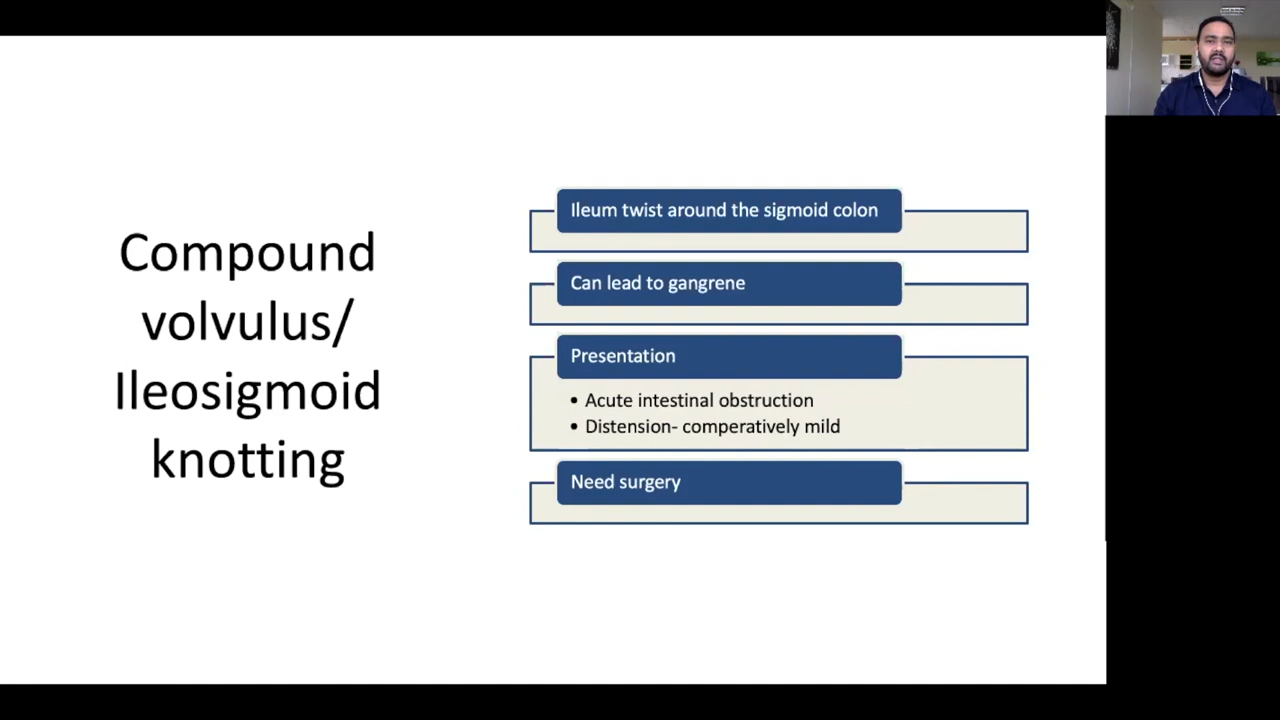 Compound
volvulus/
Ileosigmoid
knotting
Ileum twist around the sigmoid colon
Can lead to gangrene
Presentation
• Acute intestinal obstruction
• Distension- comperatively mild
Need surgery